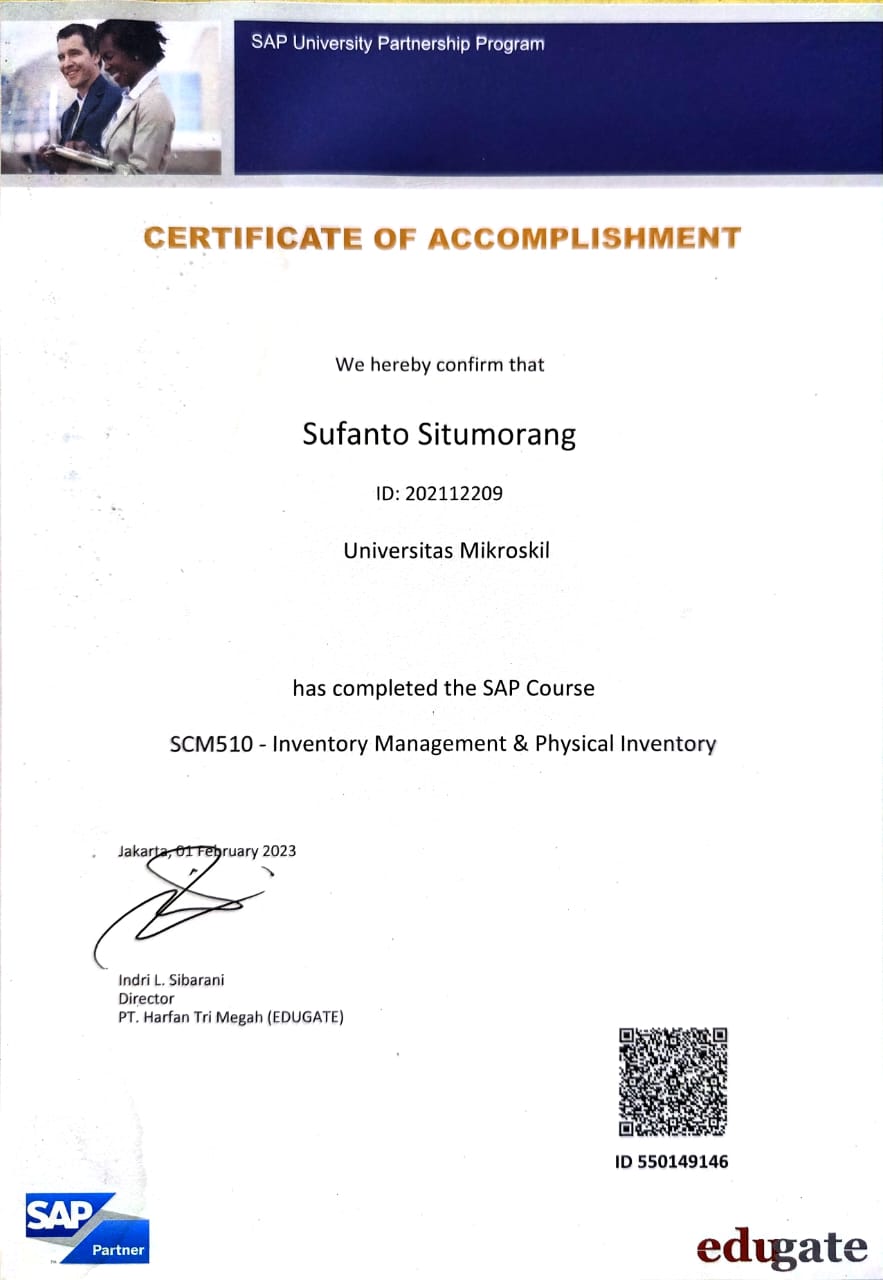 SAP University Partnership Program
CERTIFICATE OF ACCOMPLISHMENT
We hereby confirm that
Sufanto Situmorang
ID: 202112209
Universitas Mikroskil
has completed the SAP Course
SCM510 - Inventory Management & Physical Inventory
Jakarta, 01 February 2023
Indri L. Sibarani
Director
PT. Harfan Tri Megah (EDUGATE)
ID 550149146
SAP
Partner
edugate